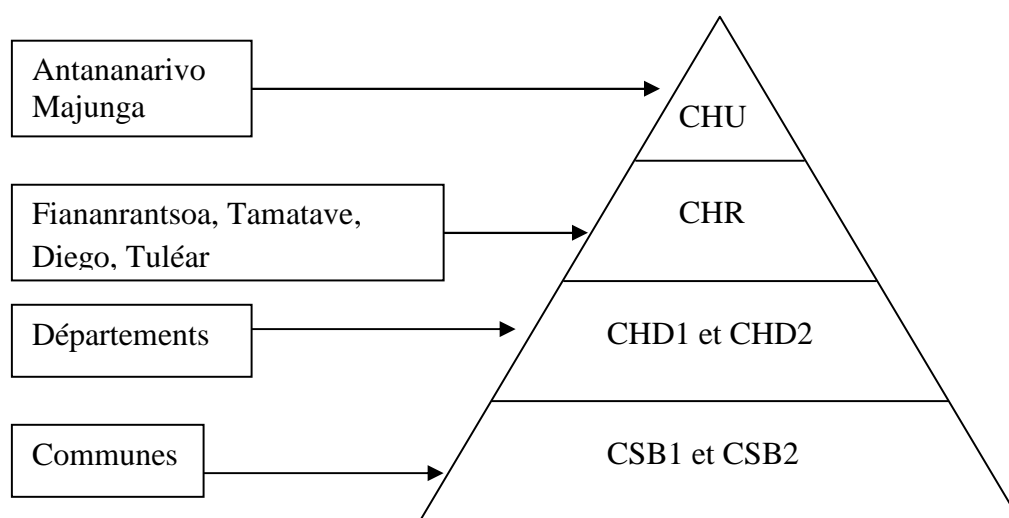 Antananarivo
Majunga
CHU
Fiananrantsoa, Tamatave,
Diego, Tuléar
CHR
Départements
CHD1 et CHD2
Communes
CSB1 et CSB2